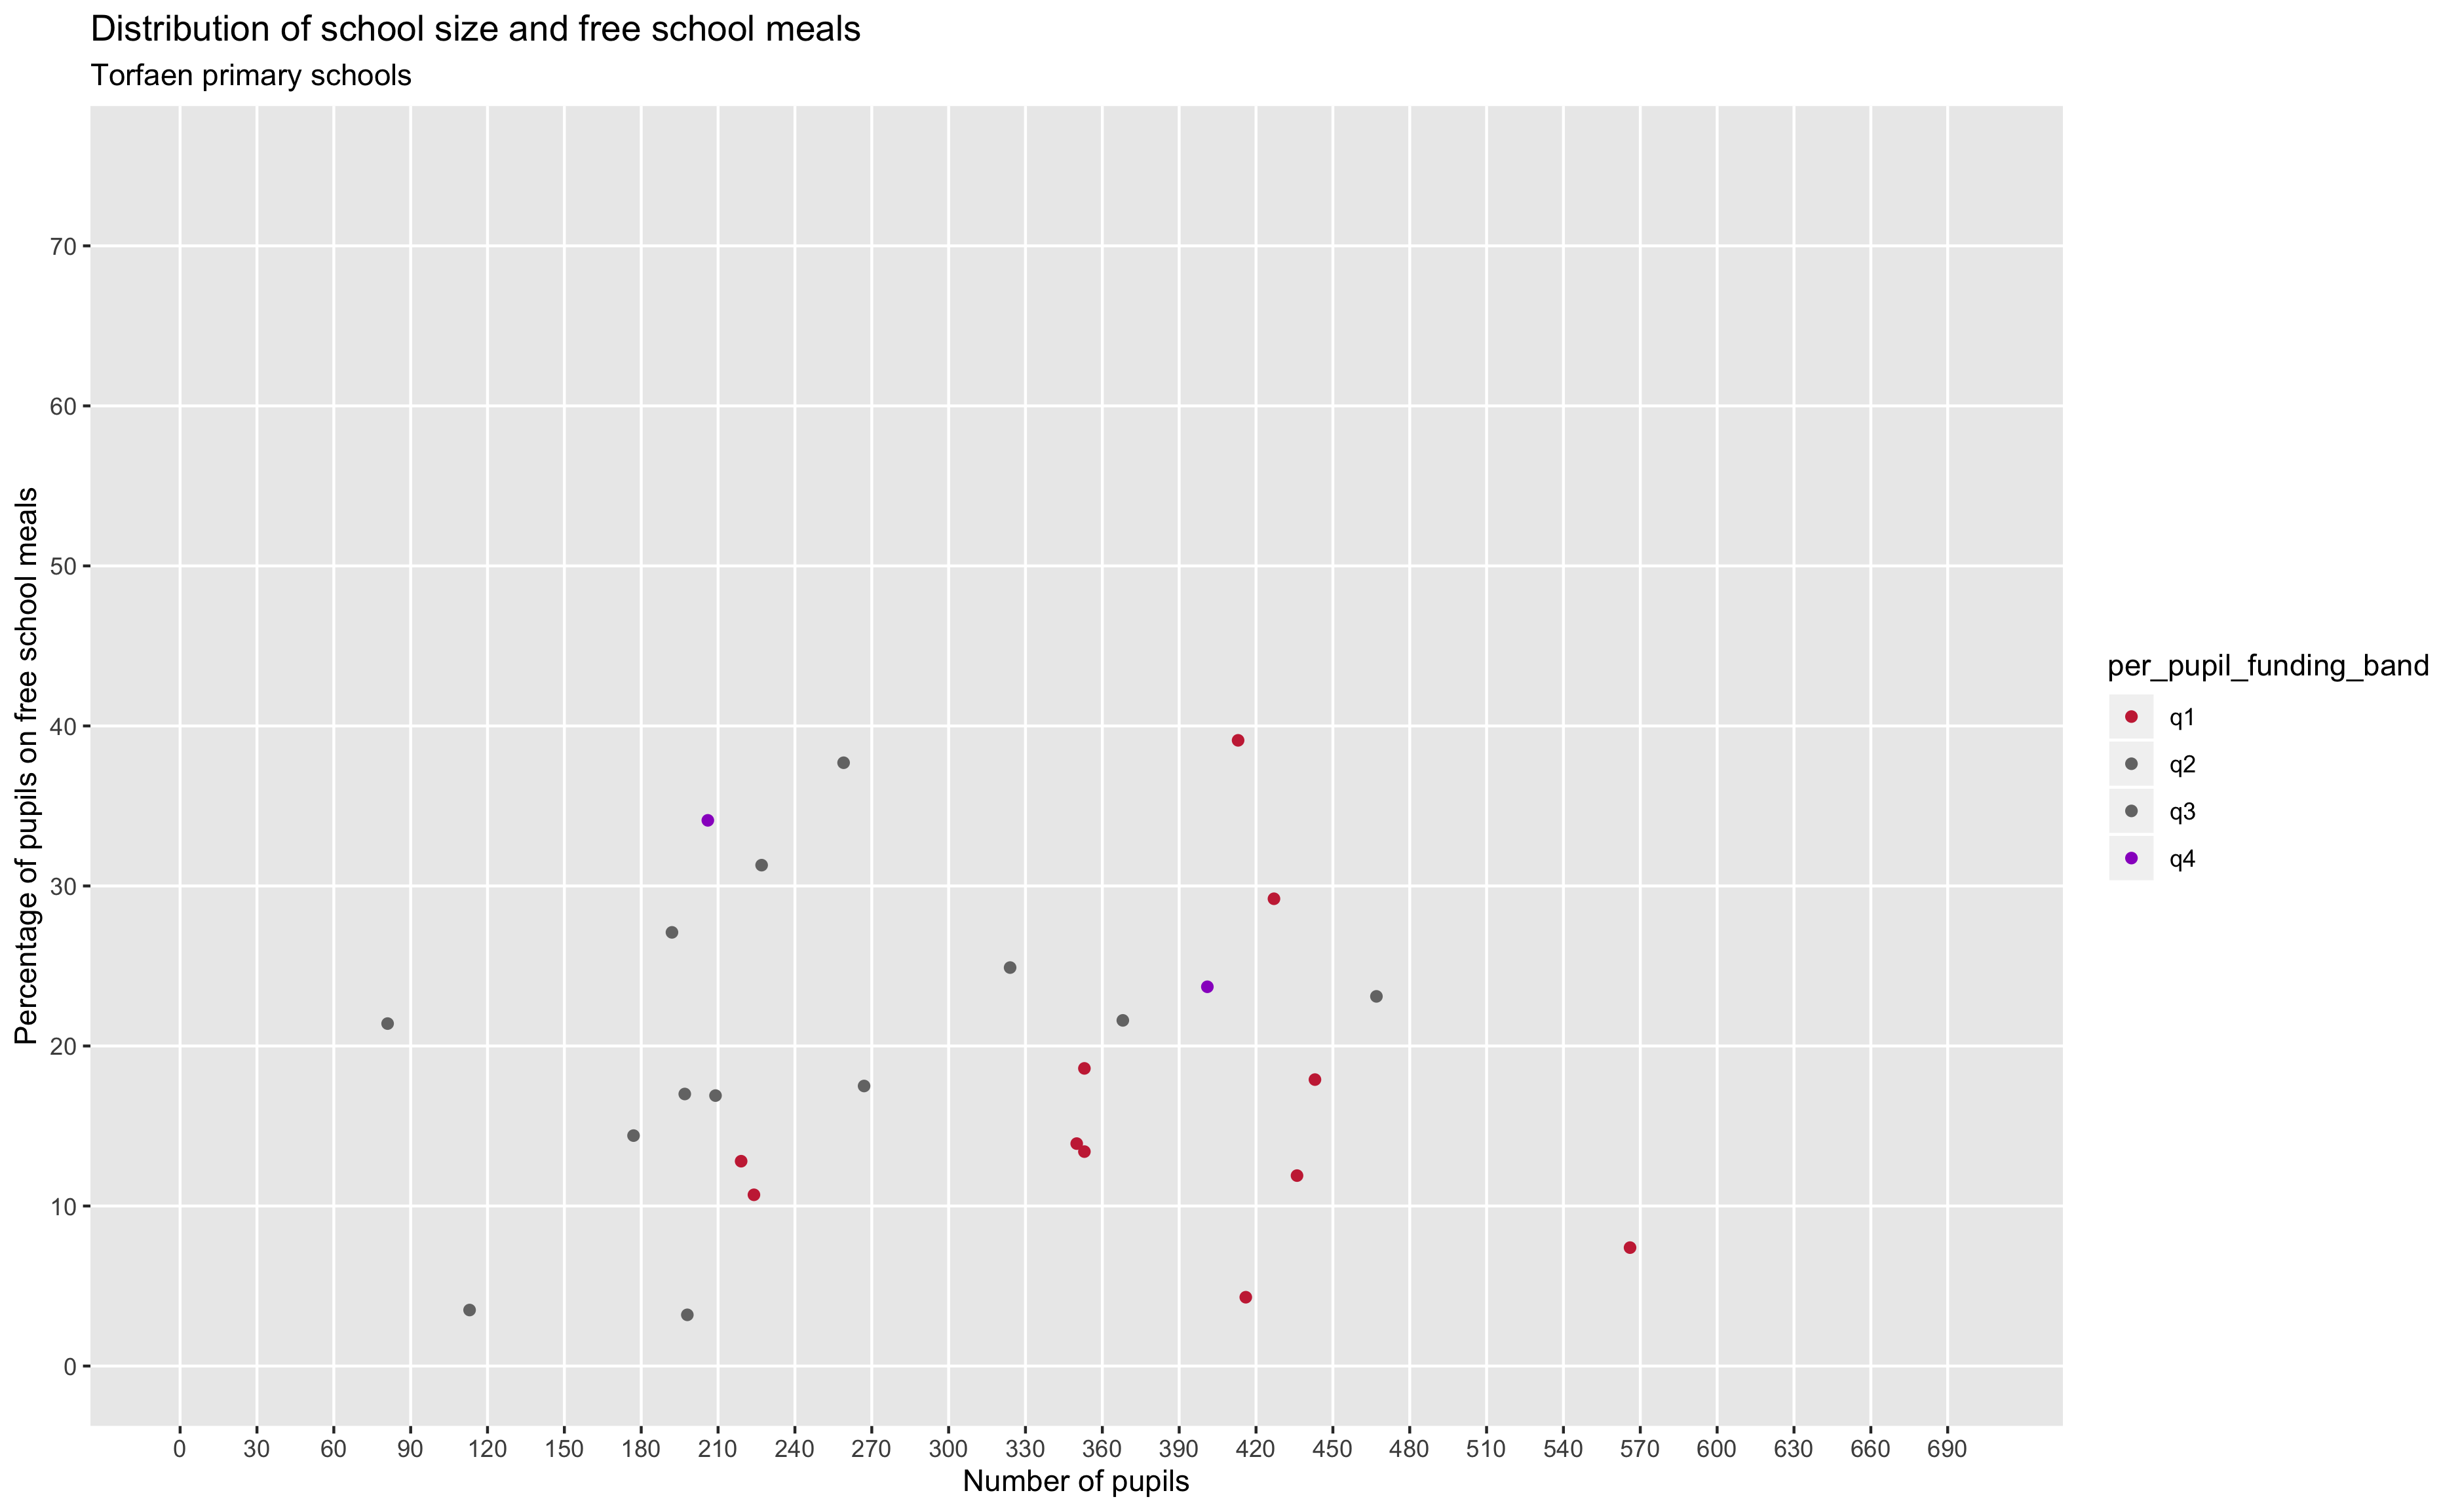 Distribution of school size and free school meals
Torfaen primary schools
Percentage of pupils on free school meals
70
60
50
40
30
20
10
0
0 30 60 90 120 150 180 210 240 270 300 330 360 390 420 450 480 510 540 570 600 630 660 690
Number of pupils
per_pupil_funding_band
q1
q2
q3
q4